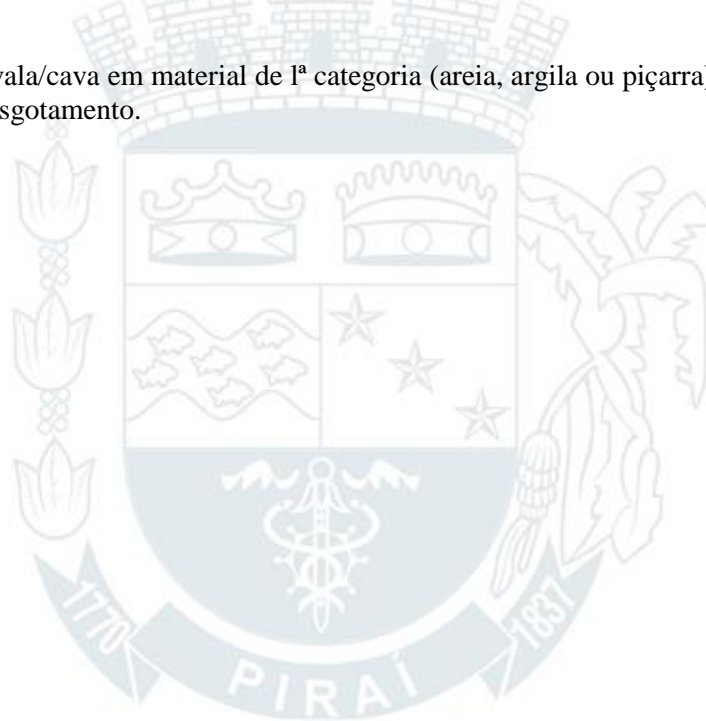 vala/cava em material de lª categoria (areia, argila ou piçarra)
sgotamento.
1770
PIRAÍ
1837